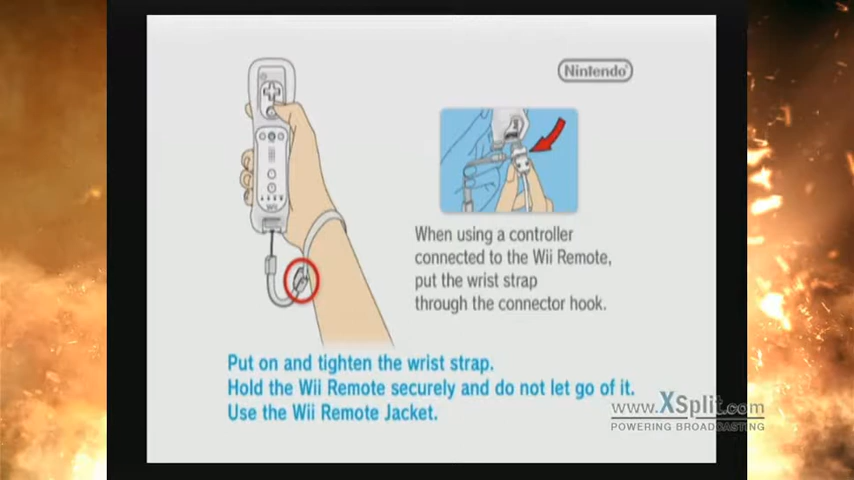 Nintendo
When using a controller
connected to the Wii Remote,
put the wrist strap
through the connector hook.
Put on and tighten the wrist strap.
Hold the Wii Remote securely and do not let go of it.
Use the Wii Remote Jacket.
www.XSplit.com
POWERING BROADCASTING